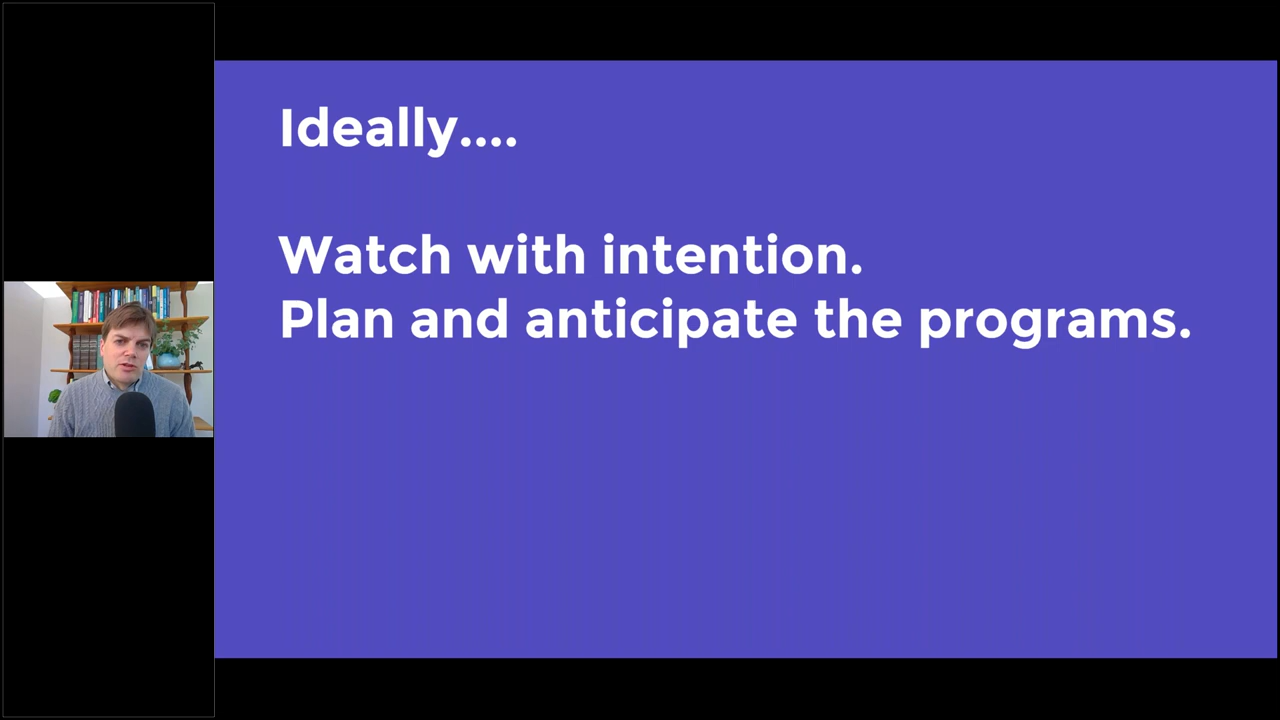 Ideally....
Watch with intention.
Plan and anticipate the programs.